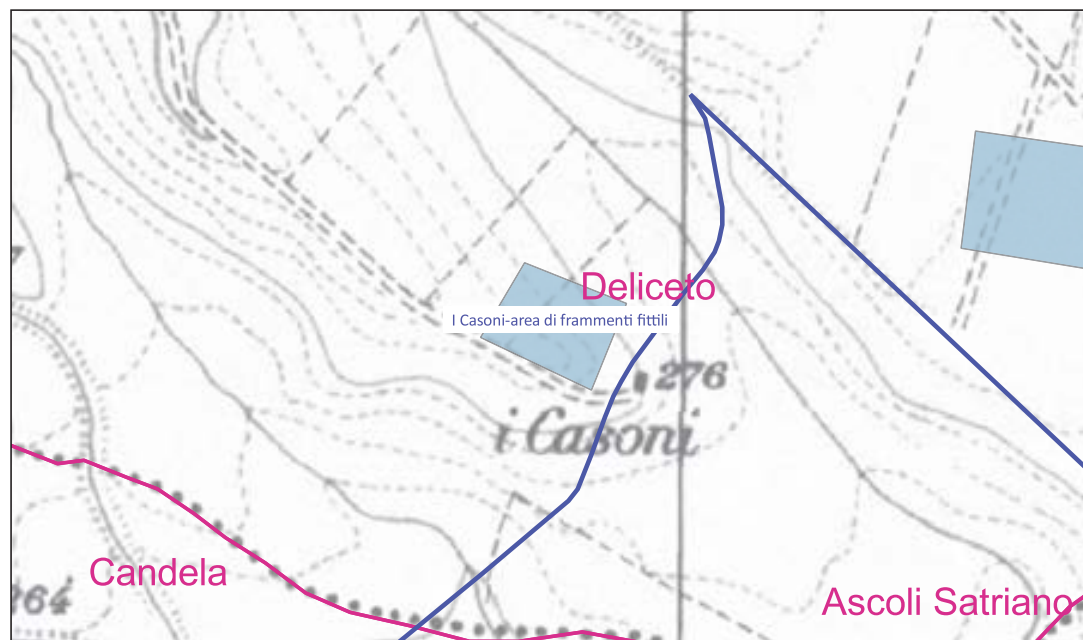 Deliceto
I Casoni-area di frammenti fittili
276
i Casoni
Candela
264
Ascoli Satriano